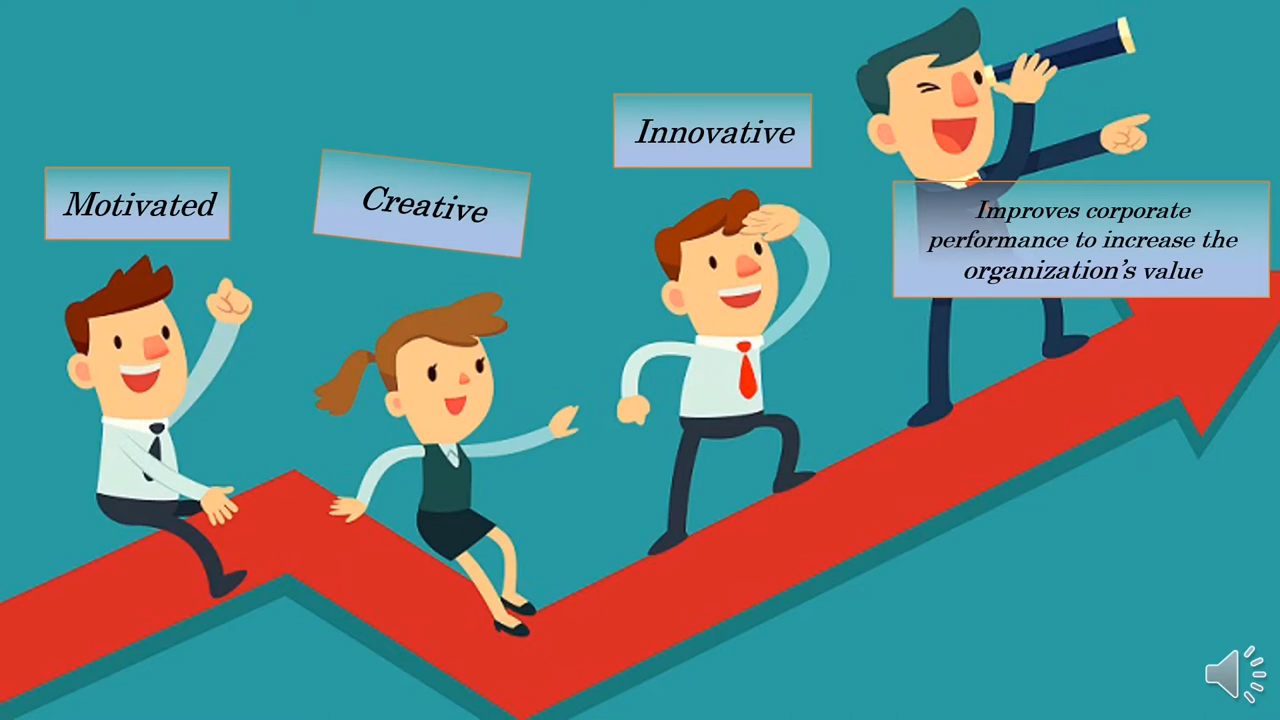 Motivated
Creative
Innovative
Improves corporate
performance to increase the
organization's value